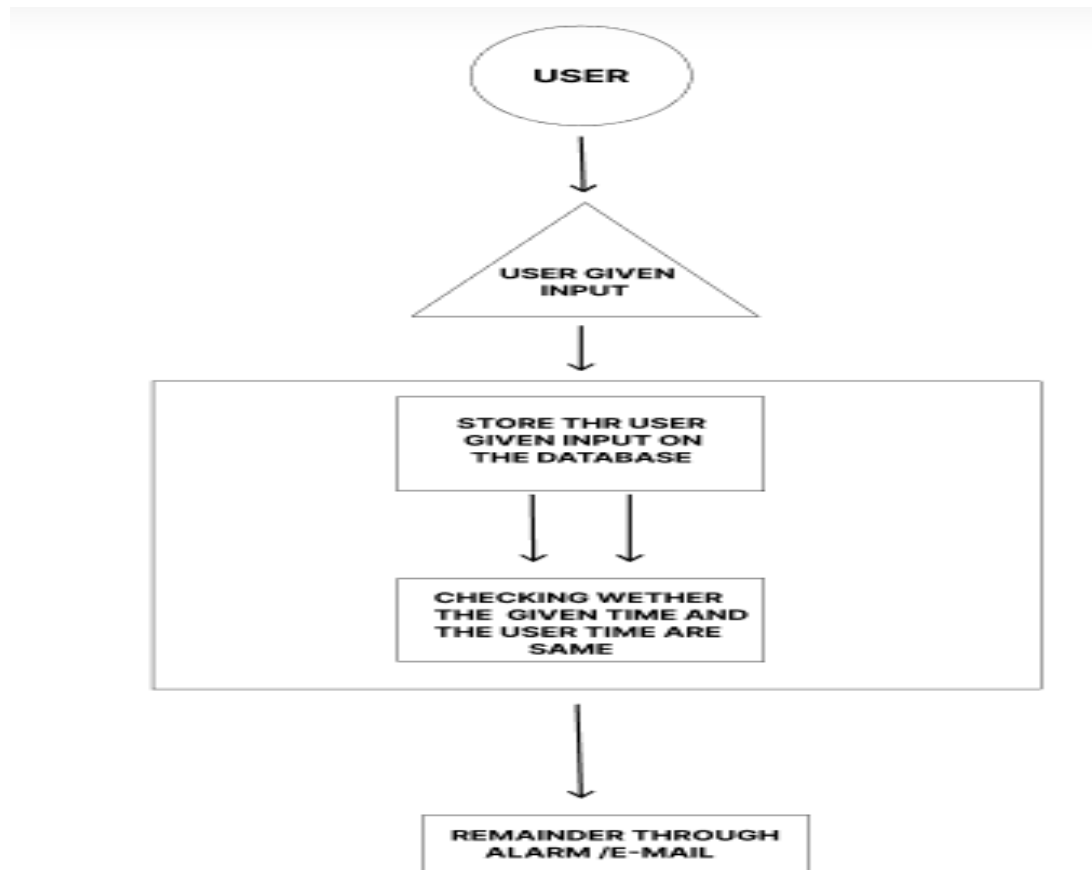 USER
USER GIVEN
INPUT
STORE THR USER
GIVEN INPUT ON
THE DATABASE
CHECKING WETHER
THE GIVEN TIME AND
THE USER TIME ARE
SAME
REMAINDER THROUGH
ALARM /E-MAIL